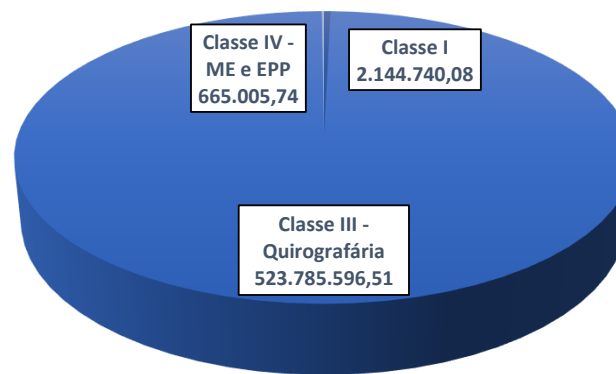 Classe IV -
ME e EPP
665.005,74
Classe I
2.144.740,08
Classe III -
Quirografária
523.785.596,51